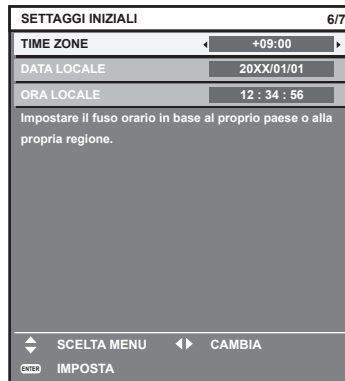 SETTAGGI INIZIALI 6/7
TIME ZONE +09:00
DATA LOCALE 20XX/01/01
ORA LOCALE 12 : 34 : 56
Impostare il fuso orario in base al proprio paese o alla
propria regione.
SCELTA MENU CAMBIA
ENTER IMPOSTA